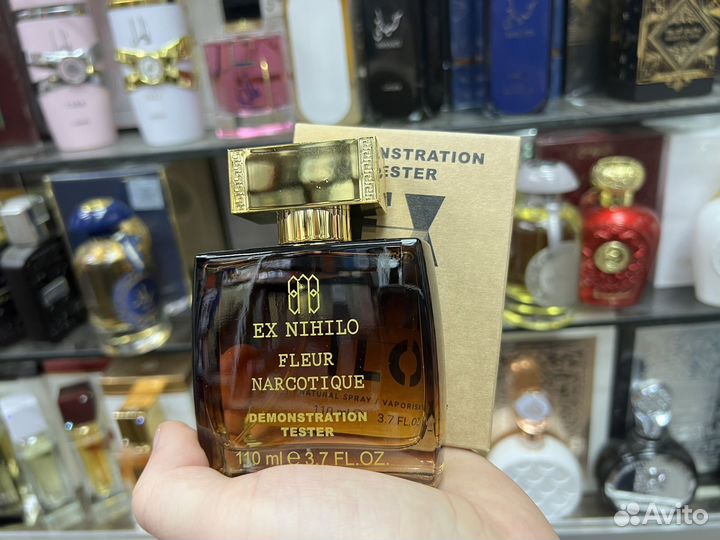 DEMONSTRATION
TESTER
EX NIHILO
FLEUR
NARCOTIQUE
DEMONSTRATION
TESTER
110 ml e 3.7 FL.OZ.
NATURAL SPRAY / VAPORIS
3.7 FL.OZ
Avito